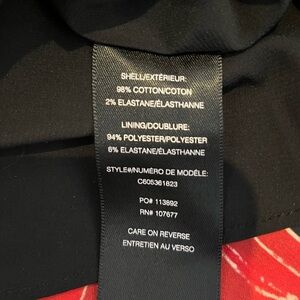 SHELL/EXTÉRIEUR:
98% COTTON/COTON
2% ELASTANE/ÉLASTHANNE
LINING/DOUBLURE:
94% POLYESTER/POLYESTER
6% ELASTANE/ÉLASTHANNE
STYLE#/NUMÉRO DE MODÈLE:
C605361823
PO# 113892
RN# 107677
CARE ON REVERSE
ENTRETIEN AU VERSO